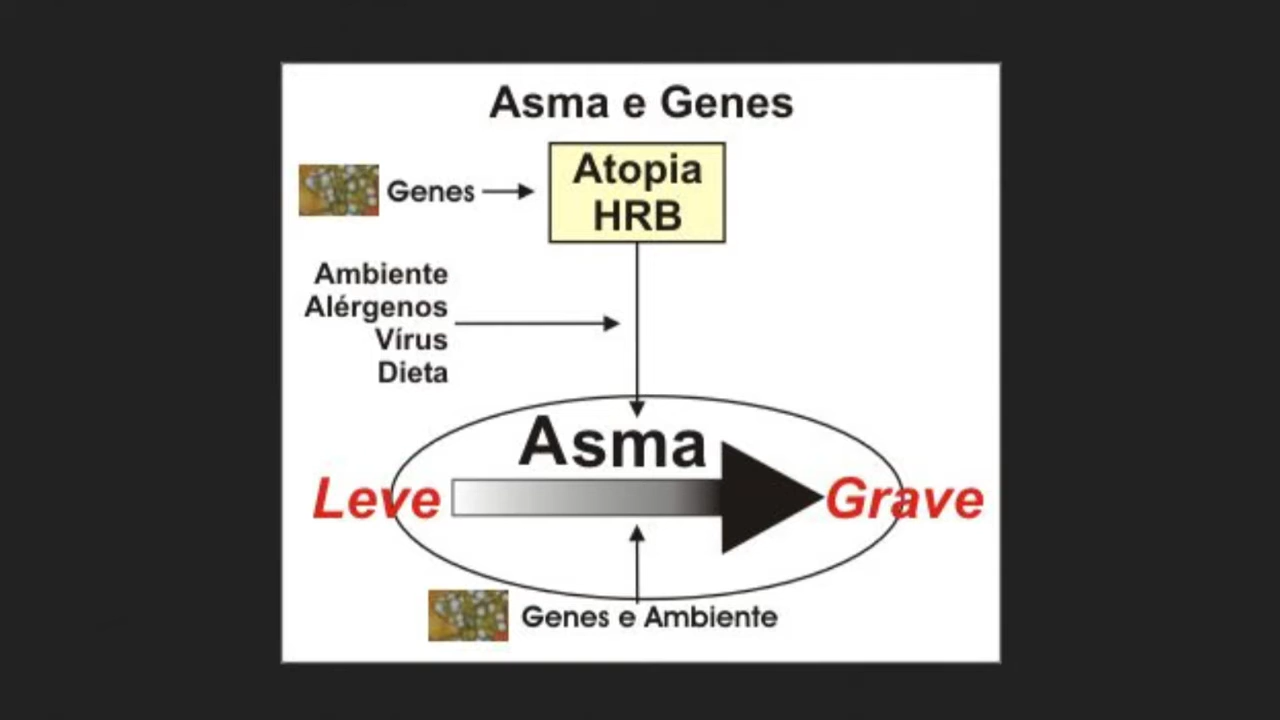 Asma e Genes
Genes
Atopia
HRB
Ambiente
Alérgenos
Vírus
Dieta
Asma
Leve
Grave
Genes e Ambiente